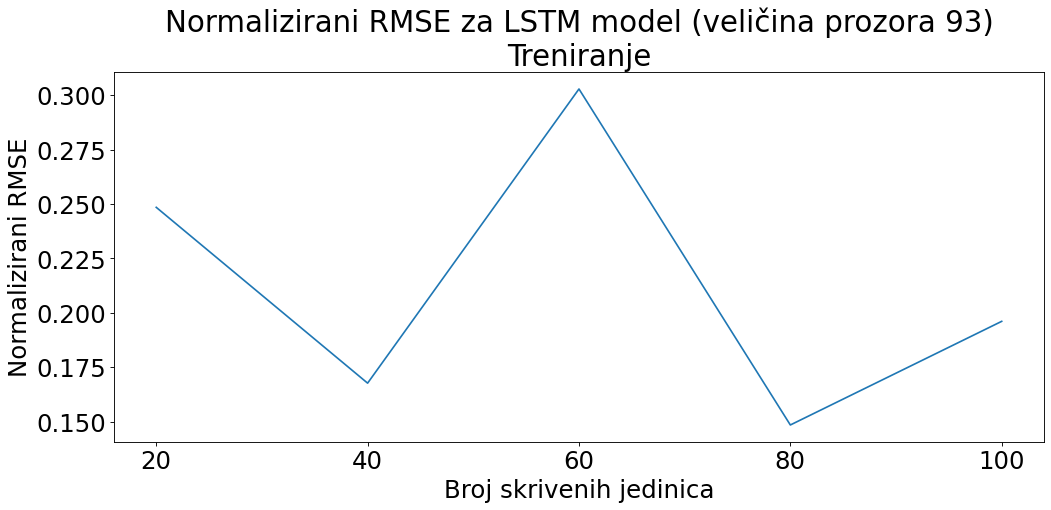 Normalizirani RMSE za LSTM model (veličina prozora 93)
Treniranje
Normalizirani RMSE
0.300
0.275
0.250
0.225
0.200
0.175
0.150
20 40 60 80 100
Broj skrivenih jedinica